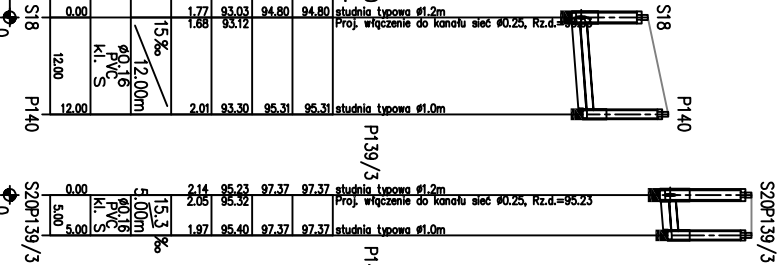 S18
0.00
1.77 93.03 94.80 94.80 studnia typowa ø1.2m
1.68 93.12 Proj. włączenie do kanału sieć ø0.25, Rz.d.=
S18
15‰
12.00m
ø0.16
PVC
kl. S
12.00
P140
12.00
2.01 93.30 95.31 95.31 studnia typowa ø1.0m
P140
P139/3
S20
0.00
2.14 95.23 97.37 97.37 studnia typowa ø1.2m
2.05 95.32 Proj. włączenie do kanału sieć ø0.25, Rz.d.=95.23
S20
15.3 ‰
5.00m
ø0.16
PVC
kl. S
5.00
P139/3
5.00
1.97 95.40 97.37 97.37 studnia typowa ø1.0m
P139/3